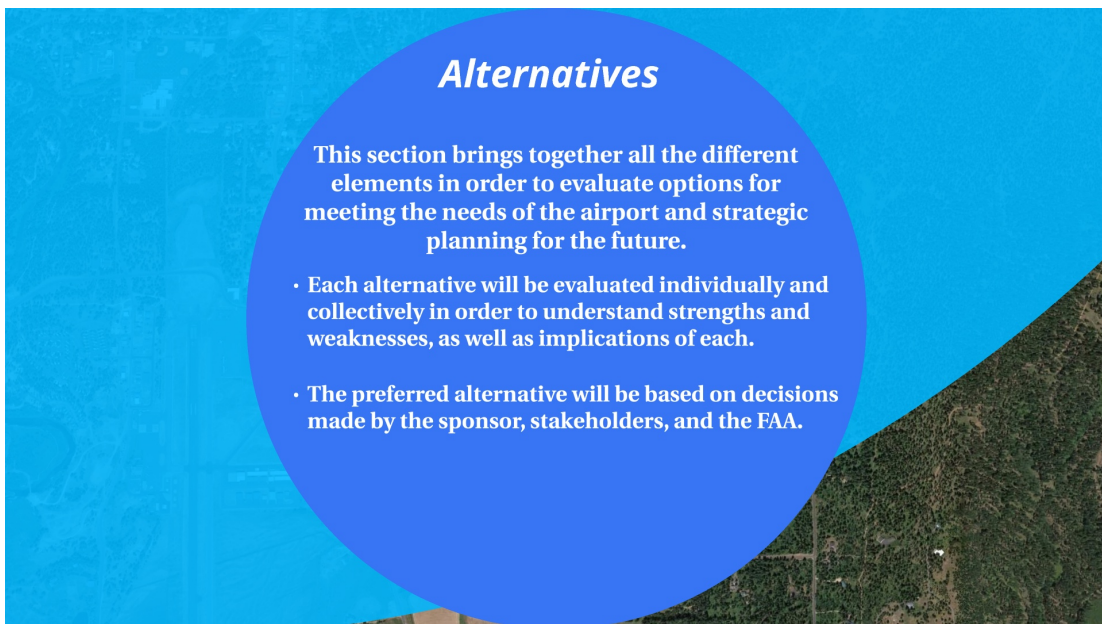 Alternatives
This section brings together all the different
elements in order to evaluate options for
meeting the needs of the airport and strategic
planning for the future.
• Each alternative will be evaluated individually and
collectively in order to understand strengths and
weaknesses, as well as implications of each.
• The preferred alternative will be based on decisions
made by the sponsor, stakeholders, and the FAA.